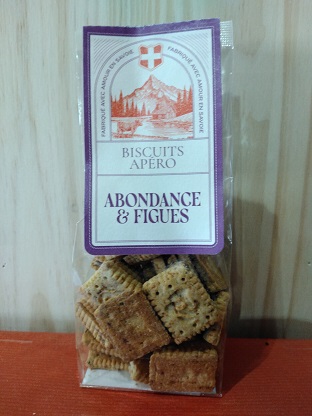 FABRIQUÉ AVEC AMOUR EN SAVOIE
FABRIQUÉ AVEC AMOUR EN SAVOIE
BISCUITS
APÉRO
ABONDANCE
& FIGUES